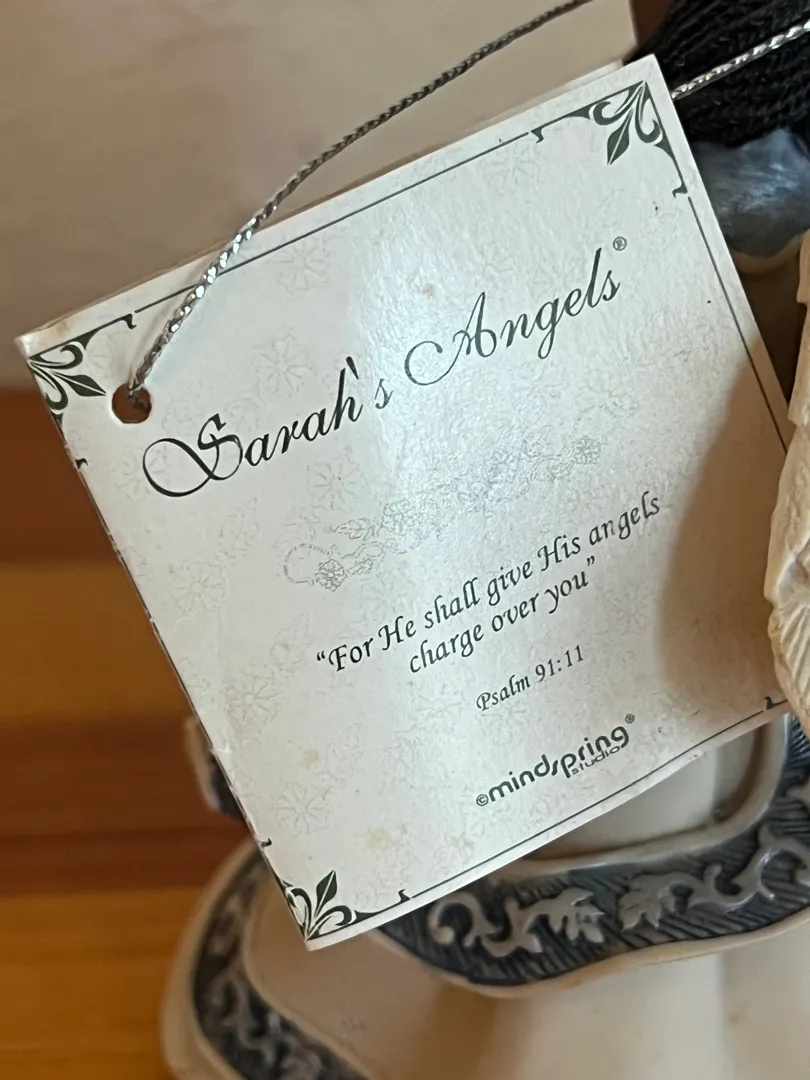 Sarah's Angels®
“For He shall give His angels
charge over you”
Psalm 91:11
©mindspring®
studio